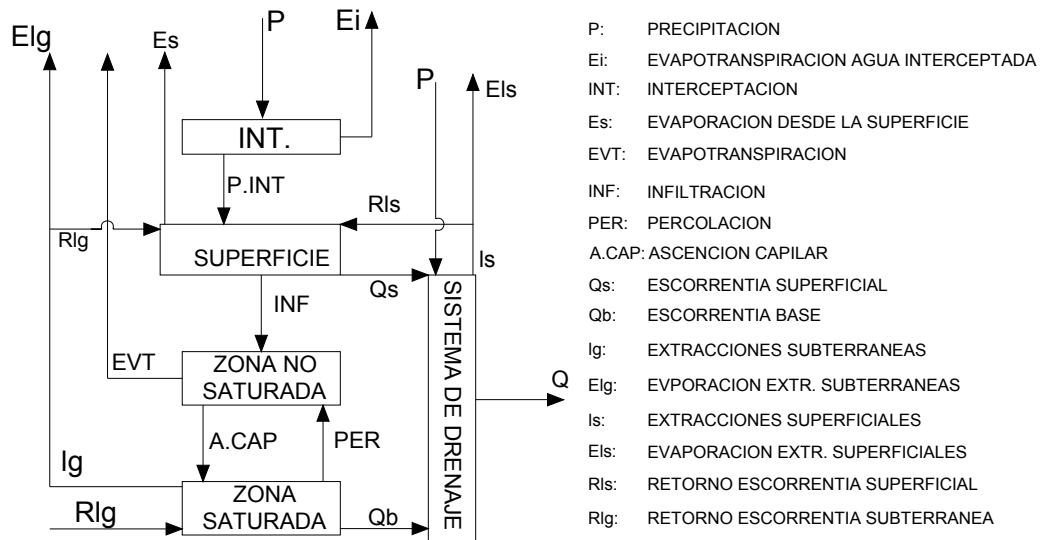 P
Ei
Elg
Es
P
Els
INT.
P.INT
Rls
Rlg
SUPERFICIE
Is
Qs
INF
SISTEMA DE DRENAJE
ZONA NO
SATURADA
EVT
Q
A.CAP
PER
Ig
ZONA
SATURADA
Rlg
Qb
P: PRECIPITACION
Ei: EVAPOTRANSPIRACION AGUA INTERCEPTADA
INT: INTERCEPTACION
Es: EVAPORACION DESDE LA SUPERFICIE
EVT: EVAPOTRANSPIRACION
INF: INFILTRACION
PER: PERCOLACION
A.CAP: ASCENCION CAPILAR
Qs: ESCORRENTIA SUPERFICIAL
Qb: ESCORRENTIA BASE
Ig: EXTRACCIONES SUBTERRANEAS
Elg: EVPORACION EXTR. SUBTERRANEAS
Is: EXTRACCIONES SUPERFICIALES
Els: EVAPORACION EXTR. SUPERFICIALES
Rls: RETORNO ESCORRENTIA SUPERFICIAL
Rlg: RETORNO ESCORRENTIA SUBTERRANEA